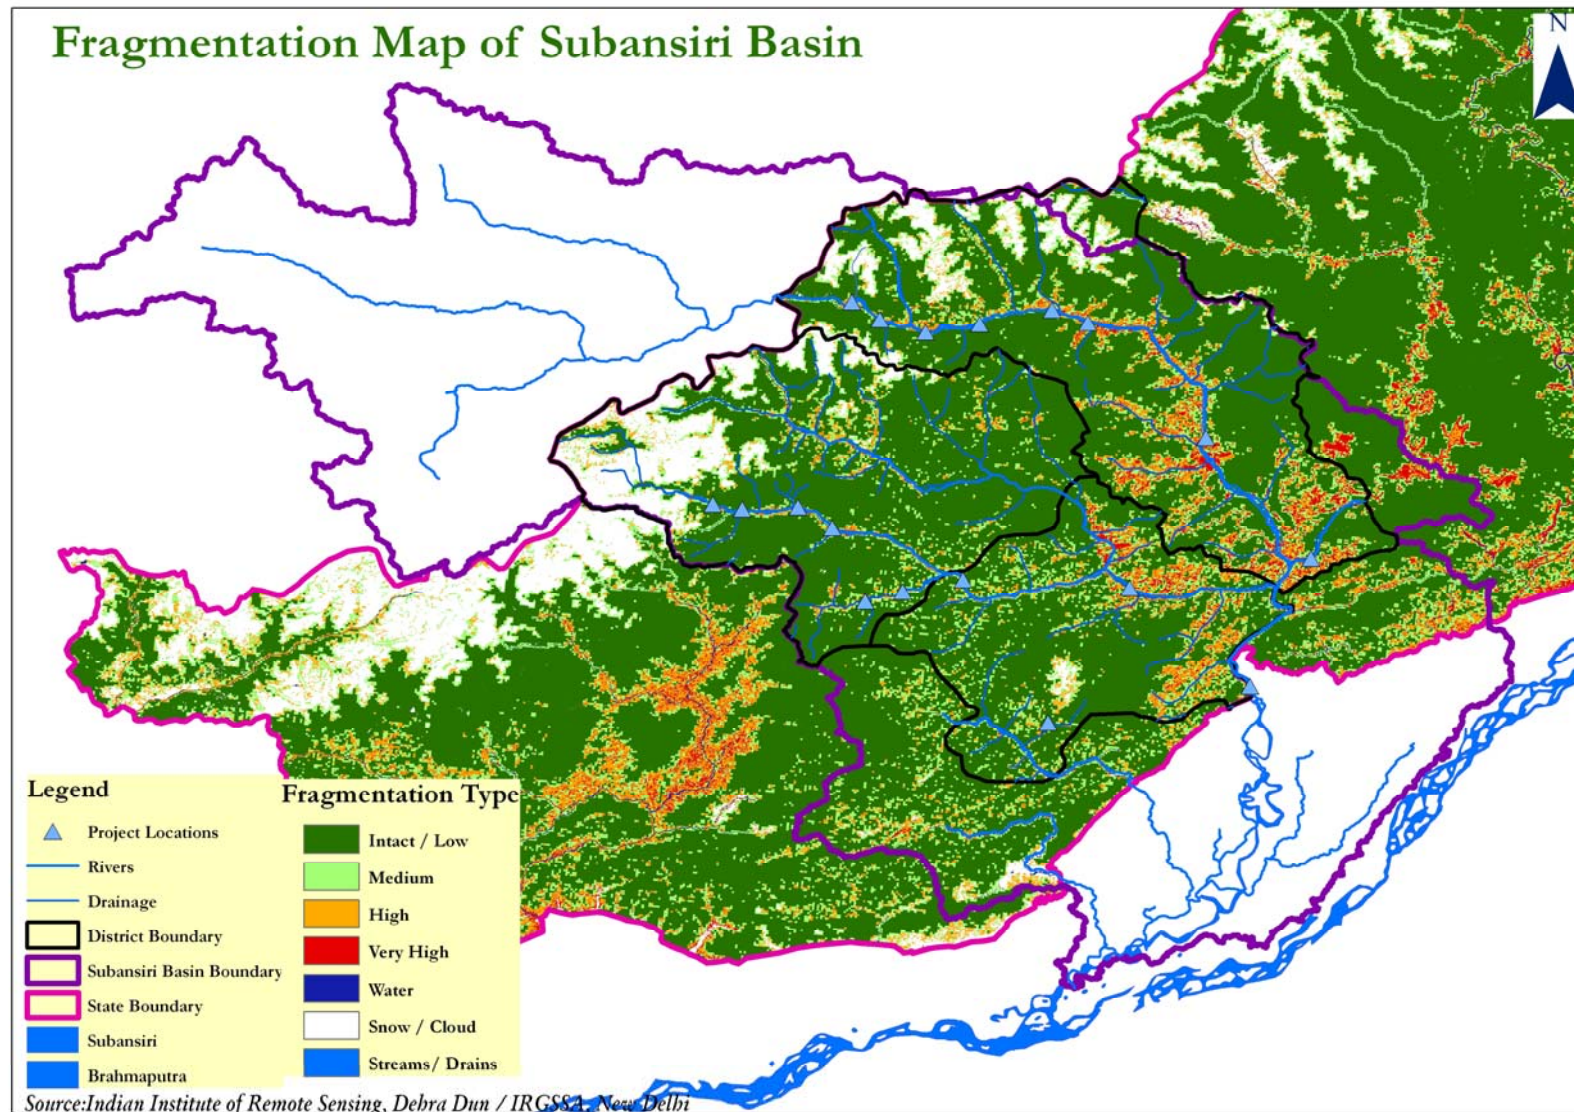 Fragmentation Map of Subansiri Basin
N
Legend
Project Locations
Rivers
Drainage
District Boundary
Subansiri Basin Boundary
State Boundary
Subansiri
Brahmaputra
Fragmentation Type
Intact / Low
Medium
High
Very High
Water
Snow / Cloud
Streams/ Drains
Source:Indian Institute of Remote Sensing, Dehra Dun / IRGSSA, New Delhi